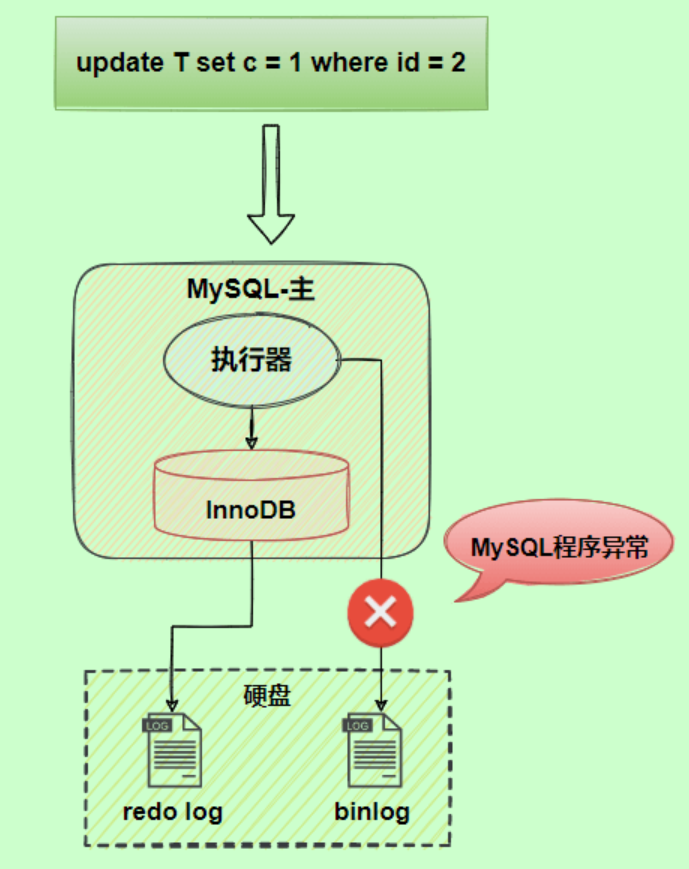 update T set c = 1 where id = 2
MySQL-主
执行器
InnoDB
MySQL程序异常
硬盘
LOG
LOG
redo log
binlog